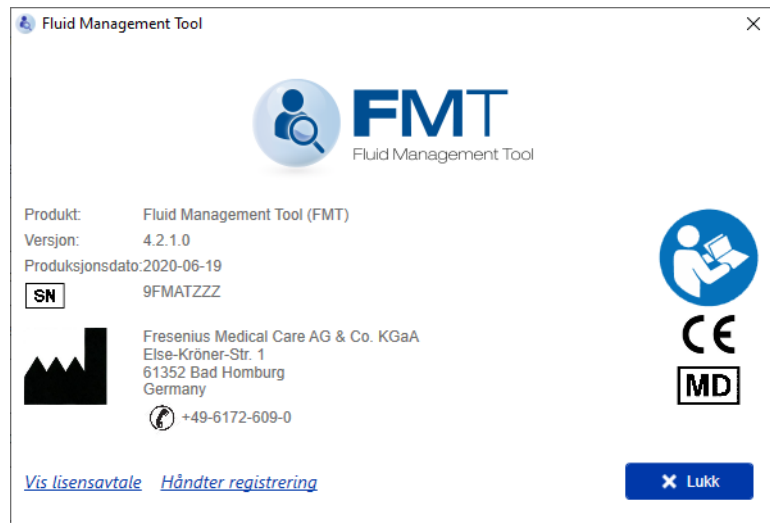 Fluid Management Tool
FMT
Fluid Management Tool
Produkt: Fluid Management Tool (FMT)
Versjon: 4.2.1.0
Produksjonsdato:2020-06-19
SN 9FMATZZZ
Fresenius Medical Care AG & Co. KGaA
Else-Kröner-Str. 1
61352 Bad Homburg
Germany
+49-6172-609-0
CE
MD
Vis lisensavtale Håndter registrering
Lukk